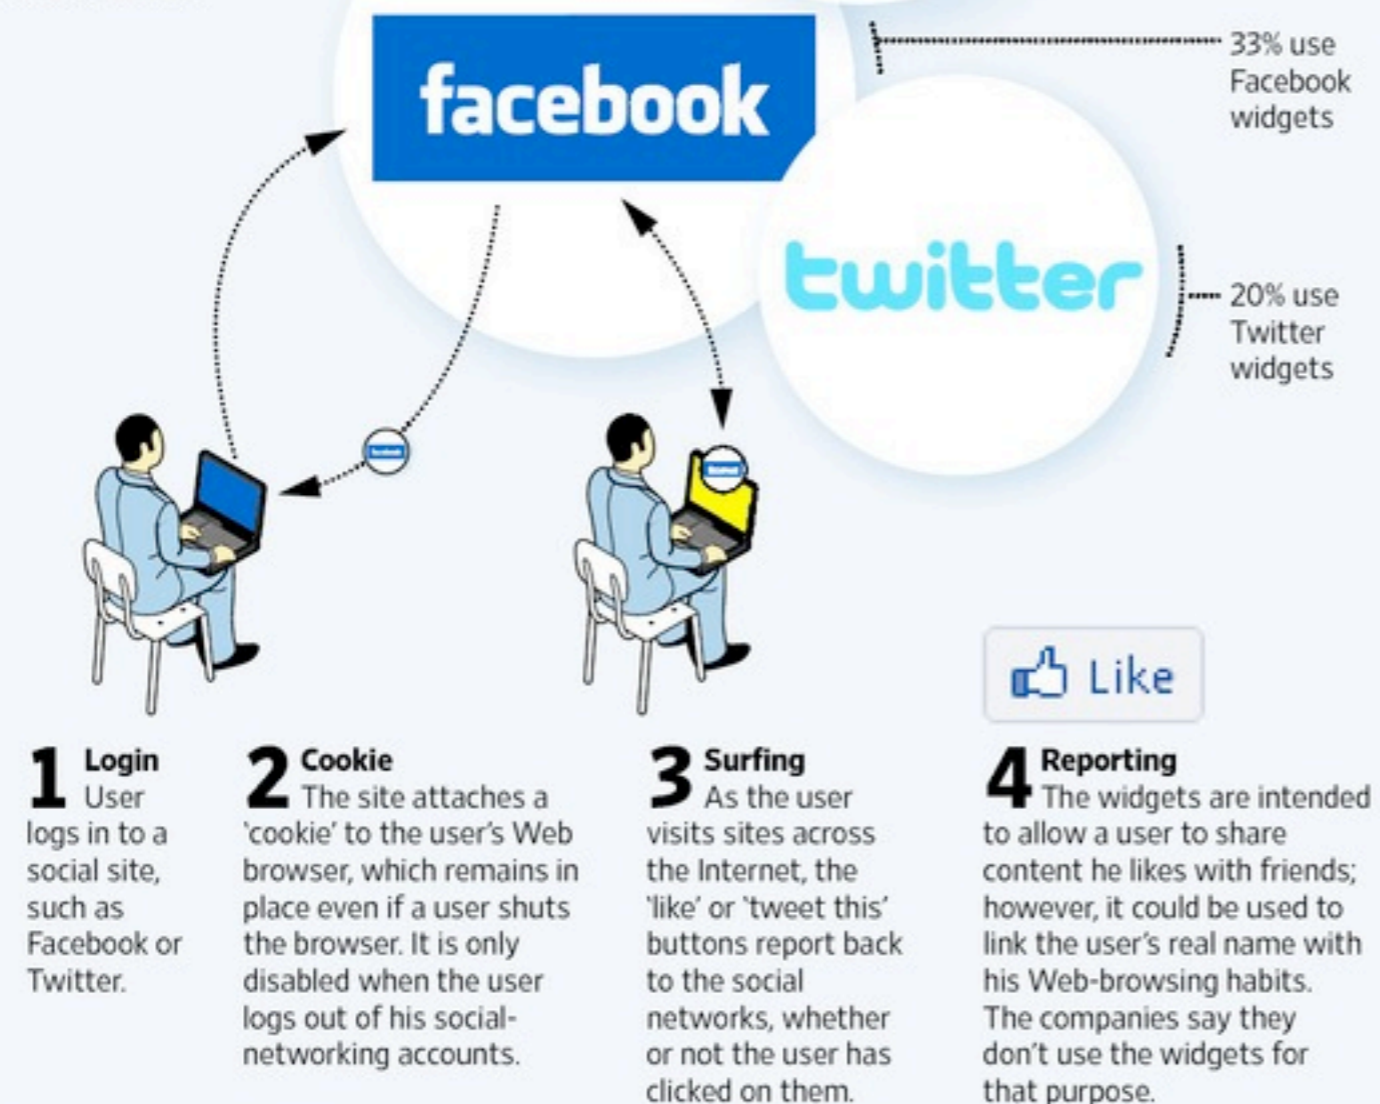 facebook
33% use
Facebook
widgets
twitter
20% use
Twitter
widgets
Like
1 Login
User
logs in to a
social site,
such as
Facebook or
Twitter.
2 Cookie
The site attaches a
‘cookie’ to the user’s Web
browser, which remains in
place even if a user shuts
the browser. It is only
disabled when the user
logs out of his social-
networking accounts.
3 Surfing
As the user
visits sites across
the Internet, the
‘like’ or ‘tweet this’
buttons report back
to the social
networks, whether
or not the user has
clicked on them.
4 Reporting
The widgets are intended
to allow a user to share
content he likes with friends;
however, it could be used to
link the user’s real name with
his Web-browsing habits.
The companies say they
don’t use the widgets for
that purpose.